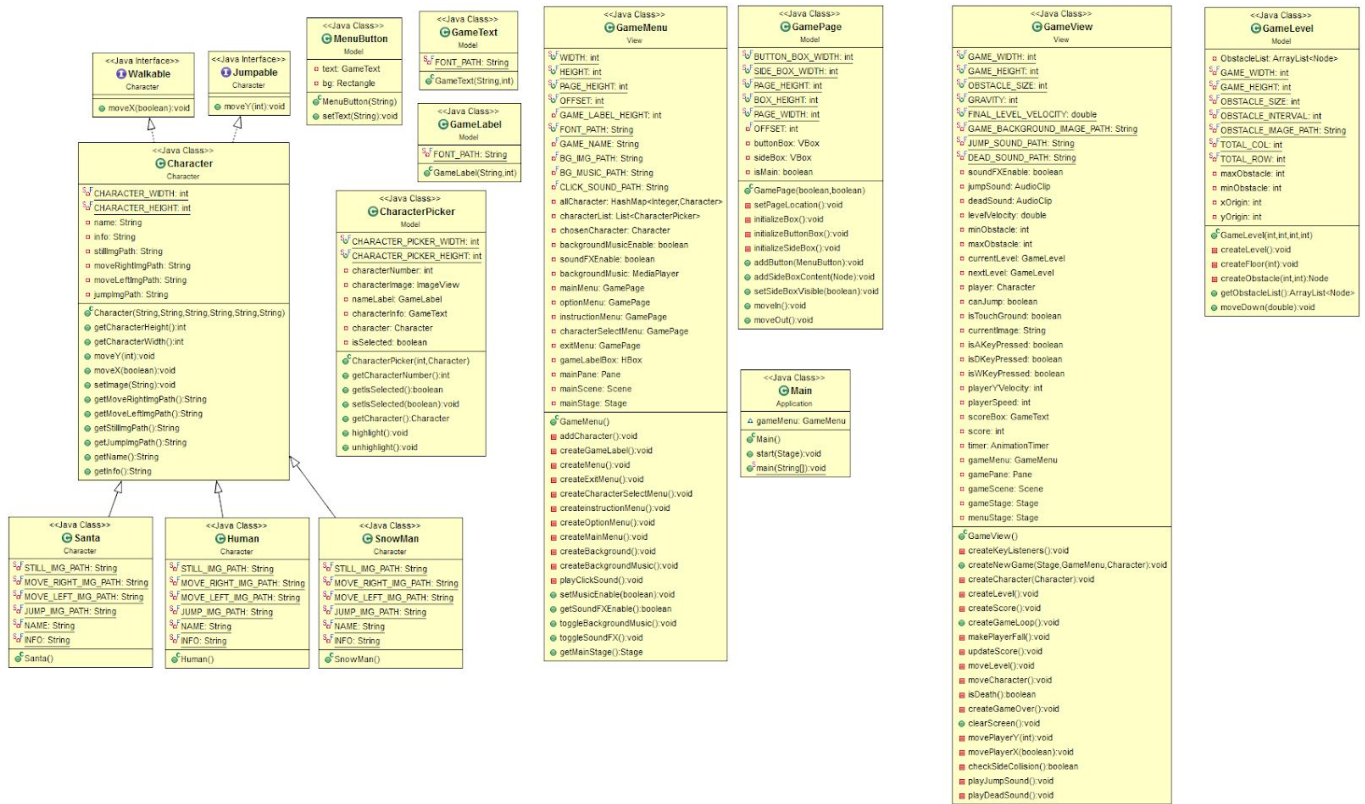 <<Java Interface>>
Walkable
Character
moveX(boolean):void
<<Java Interface>>
Jumpable
Character
moveY(int):void
<<Java Class>>
Character
Character
CHARACTER_WIDTH: int
CHARACTER_HEIGHT: int
name: String
info: String
stillImgPath: String
moveRightImgPath: String
moveLeftImgPath: String
jumpImgPath: String
Character(String,String,String,String,String,String)
getCharacterHeight():int
getCharacterWidth():int
moveY(int):void
moveX(boolean):void
setImage(String):void
getMoveRightImgPath():String
getMoveLeftImgPath():String
getStillImgPath():String
getJumpImgPath():String
getName():String
getInfo():String
<<Java Class>>
Santa
Character
STILL_IMG_PATH: String
MOVE_RIGHT_IMG_PATH: String
MOVE_LEFT_IMG_PATH: String
JUMP_IMG_PATH: String
NAME: String
INFO: String
Santa()
<<Java Class>>
Human
Character
STILL_IMG_PATH: String
MOVE_RIGHT_IMG_PATH: String
MOVE_LEFT_IMG_PATH: String
JUMP_IMG_PATH: String
NAME: String
INFO: String
Human()
<<Java Class>>
SnowMan
Character
STILL_IMG_PATH: String
MOVE_RIGHT_IMG_PATH: String
MOVE_LEFT_IMG_PATH: String
JUMP_IMG_PATH: String
NAME: String
INFO: String
SnowMan()
<<Java Class>>
MenuButton
Model
text: GameText
bg: Rectangle
MenuButton(String)
setText(String):void
<<Java Class>>
GameText
Model
FONT_PATH: String
GameText(String,int)
<<Java Class>>
GameLabel
Model
FONT_PATH: String
GameLabel(String,int)
<<Java Class>>
CharacterPicker
Model
CHARACTER_PICKER_WIDTH: int
CHARACTER_PICKER_HEIGHT: int
characterNumber: int
characterImage: ImageView
nameLabel: GameLabel
characterInfo: GameText
character: Character
isSelected: boolean
CharacterPicker(int,Character)
getCharacterNumber():int
getIsSelected():boolean
setIsSelected(boolean):void
getCharacter():Character
highlight():void
unhighlight():void
<<Java Class>>
GameMenu
View
WIDTH: int
HEIGHT: int
PAGE_HEIGHT: int
OFFSET: int
GAME_LABEL_HEIGHT: int
FONT_PATH: String
GAME_NAME: String
BG_IMG_PATH: String
BG_MUSIC_PATH: String
CLICK_SOUND_PATH: String
allCharacter: HashMap<Integer,Character>
characterList: List<CharacterPicker>
chosenCharacter: Character
backgroundMusicEnable: boolean
soundFXEnable: boolean
backgroundMusic: MediaPlayer
mainMenu: GamePage
optionMenu: GamePage
instructionMenu: GamePage
characterSelectMenu: GamePage
exitMenu: GamePage
gameLabelBox: HBox
mainPane: Pane
mainScene: Scene
mainStage: Stage
GameMenu()
addCharacter():void
createGameLabel():void
createMenu():void
createExitMenu():void
createCharacterSelectMenu():void
createinstructionMenu():void
createOptionMenu():void
createMainMenu():void
createBackground():void
createBackgroundMusic():void
playClickSound():void
setMusicEnable(boolean):void
getSoundFXEnable():boolean
toggleBackgroundMusic():void
toggleSoundFX():void
getMainStage():Stage
<<Java Class>>
GamePage
Model
BUTTON_BOX_WIDTH: int
SIDE_BOX_WIDTH: int
PAGE_HEIGHT: int
BOX_HEIGHT: int
PAGE_WIDTH: int
OFFSET: int
buttonBox: VBox
sideBox: VBox
isMain: boolean
GamePage(boolean,boolean)
setPageLocation():void
initializeBox():void
initializeButtonBox():void
initializeSideBox():void
addButton(MenuButton):void
addSideBoxContent(Node):void
setSideBoxVisible(boolean):void
moveIn():void
moveOut():void
<<Java Class>>
Main
Application
gameMenu: GameMenu
Main()
start(Stage):void
main(String[]):void
<<Java Class>>
GameView
View
GAME_WIDTH: int
GAME_HEIGHT: int
OBSTACLE_SIZE: int
GRAVITY: int
FINAL_LEVEL_VELOCITY: double
GAME_BACKGROUND_IMAGE_PATH: String
JUMP_SOUND_PATH: String
DEAD_SOUND_PATH: String
soundFXEnable: boolean
jumpSound: AudioClip
deadSound: AudioClip
levelVelocity: double
minObstacle: int
maxObstacle: int
currentLevel: GameLevel
nextLevel: GameLevel
player: Character
canJump: boolean
isTouchGround: boolean
currentImage: String
isAKeyPressed: boolean
isDKeyPressed: boolean
isWKeyPressed: boolean
playerYVelocity: int
playerSpeed: int
scoreBox: GameText
score: int
timer: AnimationTimer
gameMenu: GameMenu
gamePane: Pane
gameScene: Scene
gameStage: Stage
menuStage: Stage
GameView()
createKeyListeners():void
createNewGame(Stage,GameMenu,Character):void
createCharacter(Character):void
createLevel():void
createScore():void
createGameLoop():void
makePlayerFall():void
updateScore():void
moveLevel():void
moveCharacter():void
isDeath():boolean
createGameOver():void
clearScreen():void
movePlayerY(int):void
movePlayerX(boolean):void
checkSideCollision():boolean
playJumpSound():void
playDeadSound():void
<<Java Class>>
GameLevel
Model
ObstacleList: ArrayList<Node>
GAME_WIDTH: int
GAME_HEIGHT: int
OBSTACLE_SIZE: int
OBSTACLE_INTERVAL: int
OBSTACLE_IMAGE_PATH: String
TOTAL_COL: int
TOTAL_ROW: int
maxObstacle: int
minObstacle: int
xOrigin: int
yOrigin: int
GameLevel(int,int,int,int)
createLevel():void
createFloor(int):void
createObstacle(int,int):Node
getObstacleList():ArrayList<Node>
moveDown(double):void